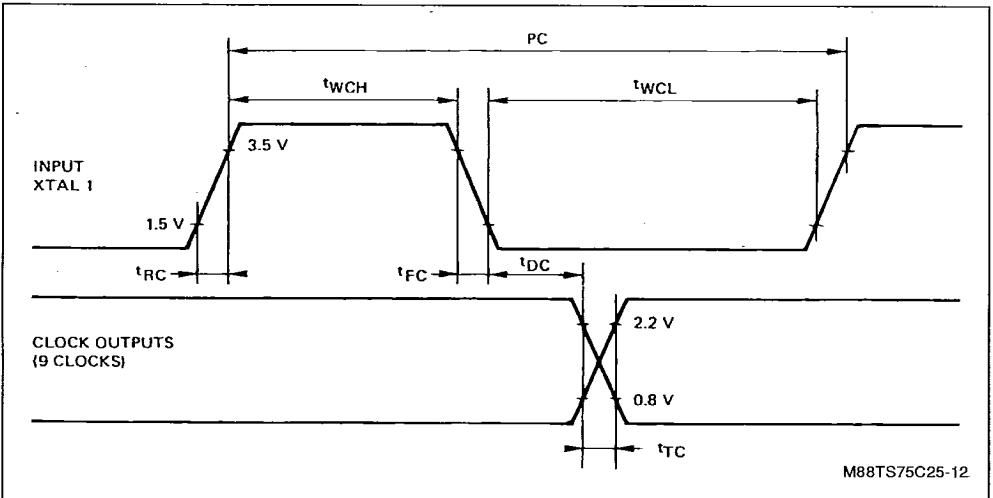 PC
tWCH
tWCL
3.5 V
INPUT
XTAL 1
1.5 V
tRC
tFC
tDC
CLOCK OUTPUTS
(9 CLOCKS)
2.2 V
0.8 V
tTC
M88TS75C25-12